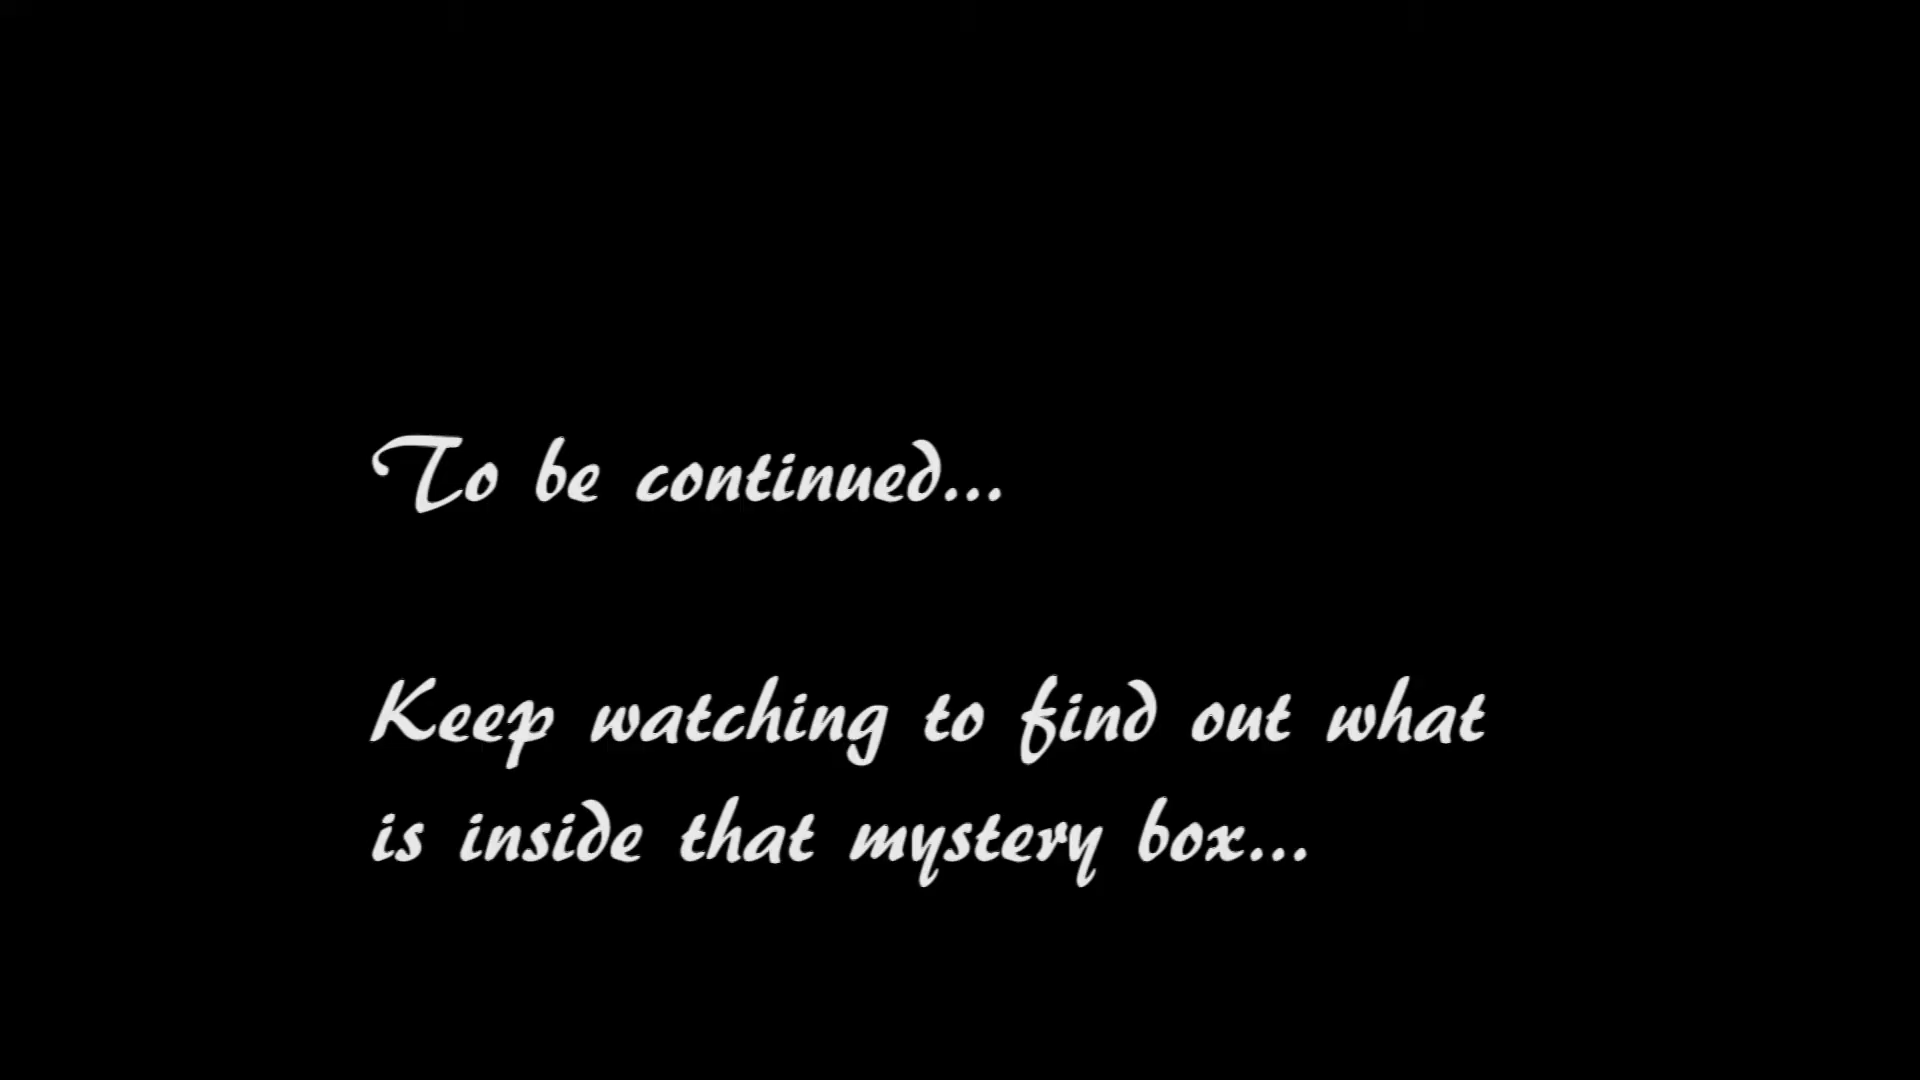 To be continued...
Keep watching to find out what
is inside that mystery box...